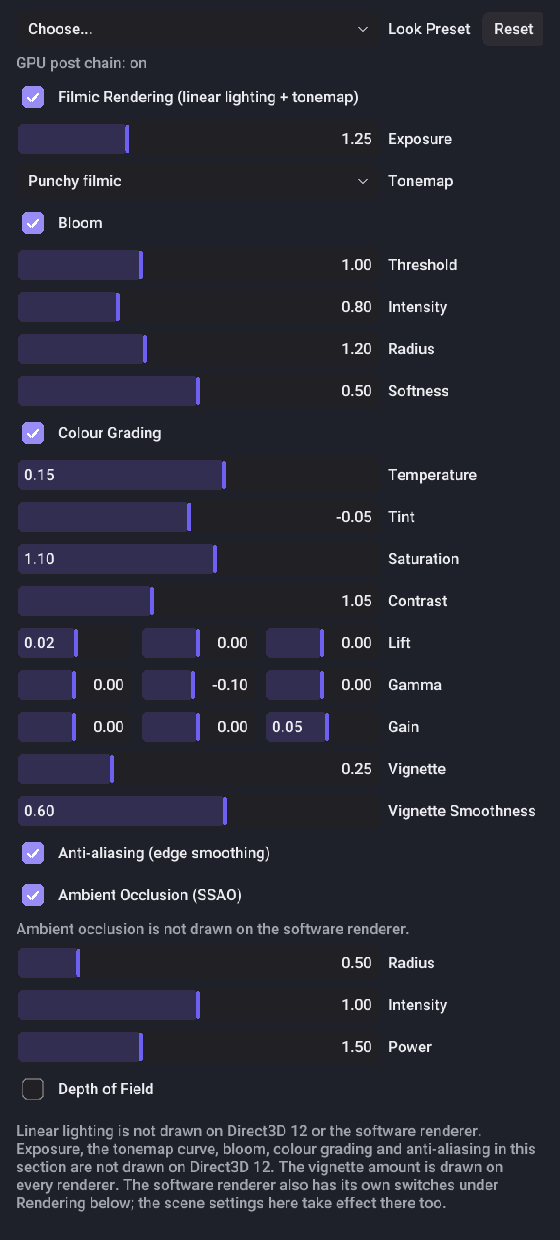 Choose... Look Preset Reset
GPU post chain: on
Filmic Rendering (linear lighting + tonemap)
1.25 Exposure
Punchy filmic Tonemap
Bloom
1.00 Threshold
0.80 Intensity
1.20 Radius
0.50 Softness
Colour Grading
0.15 Temperature
-0.05 Tint
1.10 Saturation
1.05 Contrast
0.02 0.00 0.00 Lift
0.00 -0.10 0.00 Gamma
0.00 0.00 0.05 Gain
0.25 Vignette
0.60 Vignette Smoothness
Anti-aliasing (edge smoothing)
Ambient Occlusion (SSAO)
Ambient occlusion is not drawn on the software renderer.
0.50 Radius
1.00 Intensity
1.50 Power
Depth of Field
Linear lighting is not drawn on Direct3D 12 or the software renderer.
Exposure, the tonemap curve, bloom, colour grading and anti-aliasing in this
section are not drawn on Direct3D 12. The vignette amount is drawn on
every renderer. The software renderer also has its own switches under
Rendering below; the scene settings here take effect there too.